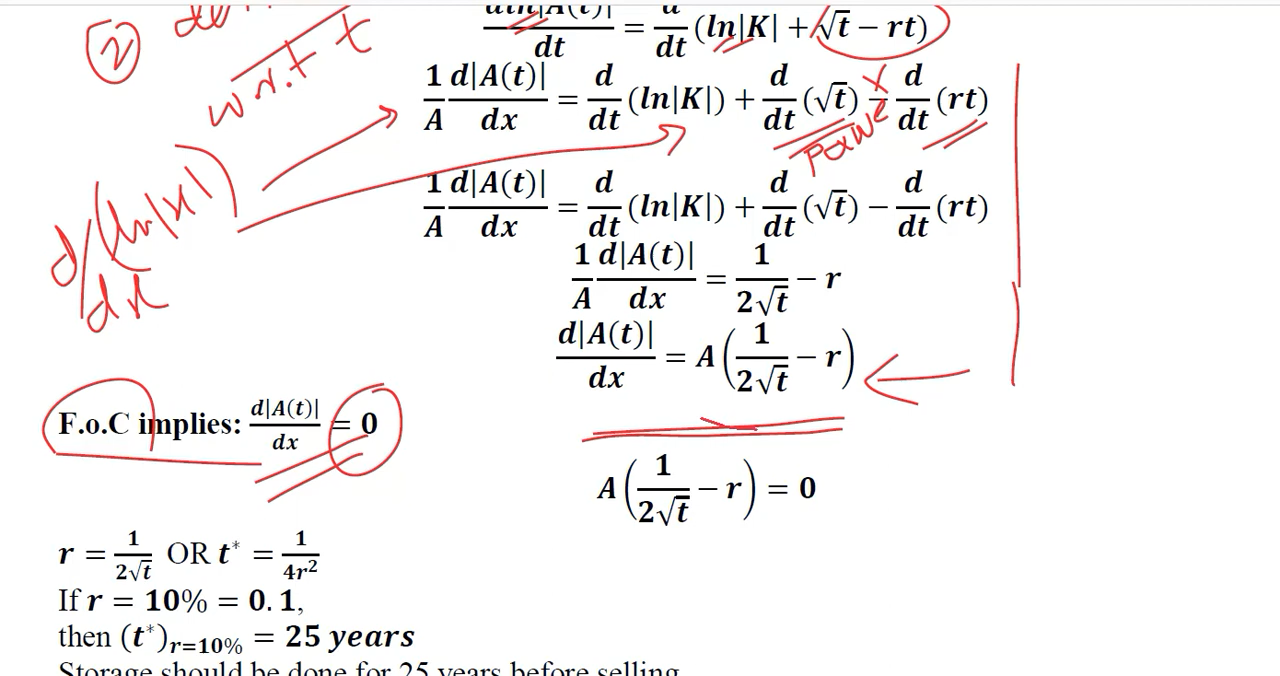 ② d
w.r.t t
dln|A(t)| / dt = d/dt (ln|K| + √t − rt)
1/A d|A(t)|/dx = d/dt (ln|K|) + d/dt (√t) − d/dt (rt)
Power
d(ln|x|)/dx
1/A d|A(t)|/dx = d/dt (ln|K|) + d/dt (√t) − d/dt (rt)
1/A d|A(t)|/dx = 1/(2√t) − r
d|A(t)|/dx = A(1/(2√t) − r)
F.o.C implies: d|A(t)|/dx = 0
A(1/(2√t) − r) = 0
r = 1/(2√t) OR t* = 1/(4r²)
If r = 10% = 0.1,
then (t*)r=10% = 25 years
Storage should be done for 25 years before selling